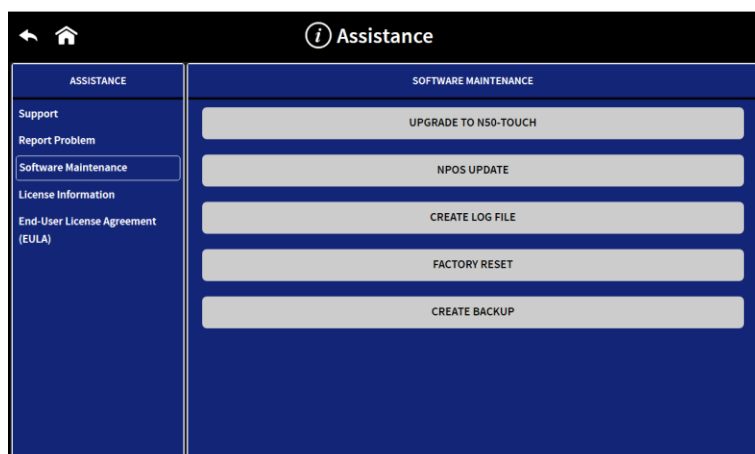 Assistance
ASSISTANCE
Support
Report Problem
Software Maintenance
License Information
End-User License Agreement
(EULA)
SOFTWARE MAINTENANCE
UPGRADE TO N50-TOUCH
NPOS UPDATE
CREATE LOG FILE
FACTORY RESET
CREATE BACKUP